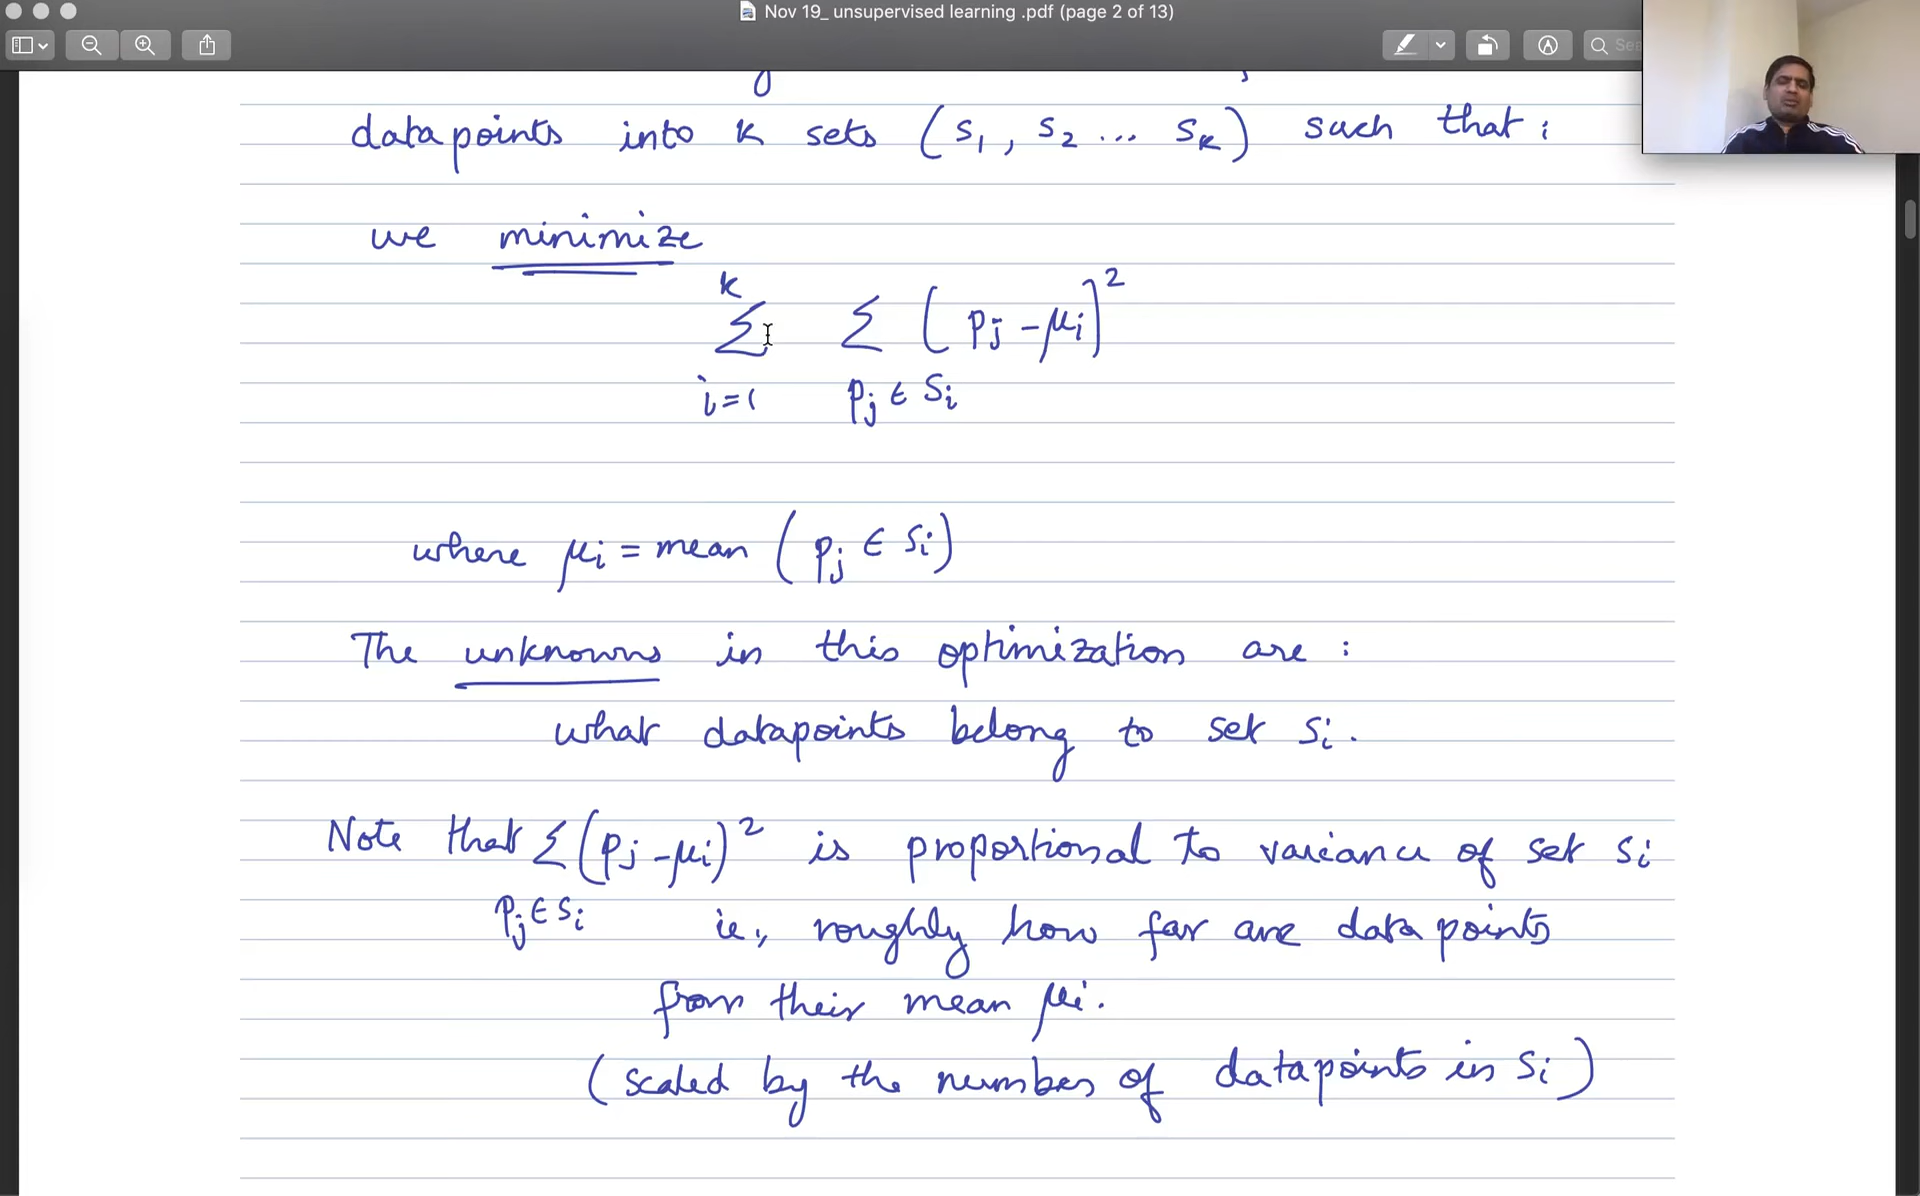 Nov 19_ unsupervised learning .pdf (page 2 of 13)
datapoints into k sets (S₁, S₂ ... Sₖ) such that :
we minimize
k
Σ Σ (pⱼ - μᵢ)²
i=1 pⱼ ∈ Sᵢ
where μᵢ = mean (pⱼ ∈ Sᵢ)
The unknowns in this optimization are :
what datapoints belong to set Sᵢ.
Note that Σ(pⱼ - μᵢ)² is proportional to variance of set Sᵢ
pⱼ ∈ Sᵢ ie., roughly how far are data points
from their mean μᵢ.
(scaled by the number of datapoints in Sᵢ)